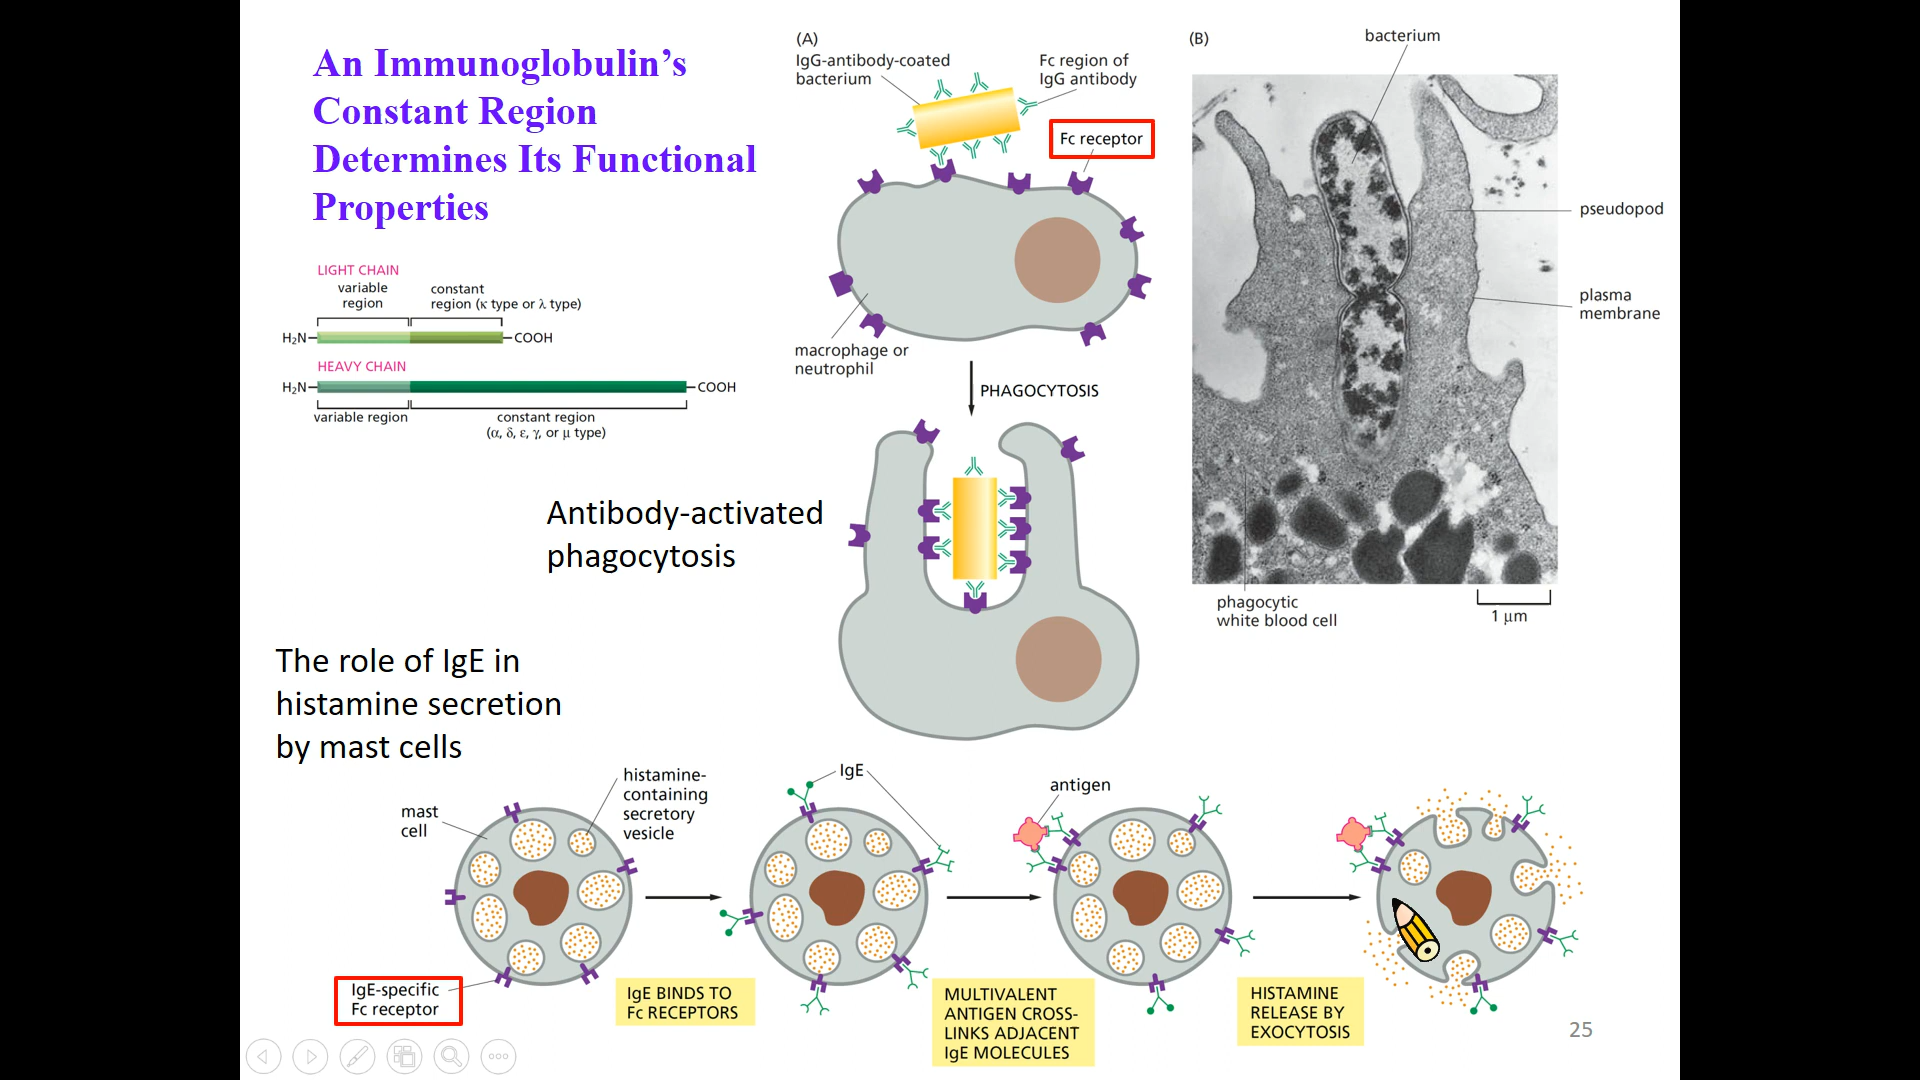 An Immunoglobulin’s
Constant Region
Determines Its Functional
Properties
LIGHT CHAIN
variable
region
constant
region (κ type or λ type)
H₂N
COOH
HEAVY CHAIN
H₂N
COOH
variable region
constant region
(α, δ, ε, γ, or μ type)
(A)
IgG-antibody-coated
bacterium
Fc region of
IgG antibody
Fc receptor
macrophage or
neutrophil
PHAGOCYTOSIS
(B)
bacterium
pseudopod
plasma
membrane
phagocytic
white blood cell
1 μm
Antibody-activated
phagocytosis
The role of IgE in
histamine secretion
by mast cells
mast
cell
histamine-
containing
secretory
vesicle
IgE
antigen
IgE-specific
Fc receptor
IgE BINDS TO
Fc RECEPTORS
MULTIVALENT
ANTIGEN CROSS-
LINKS ADJACENT
IgE MOLECULES
HISTAMINE
RELEASE BY
EXOCYTOSIS
25